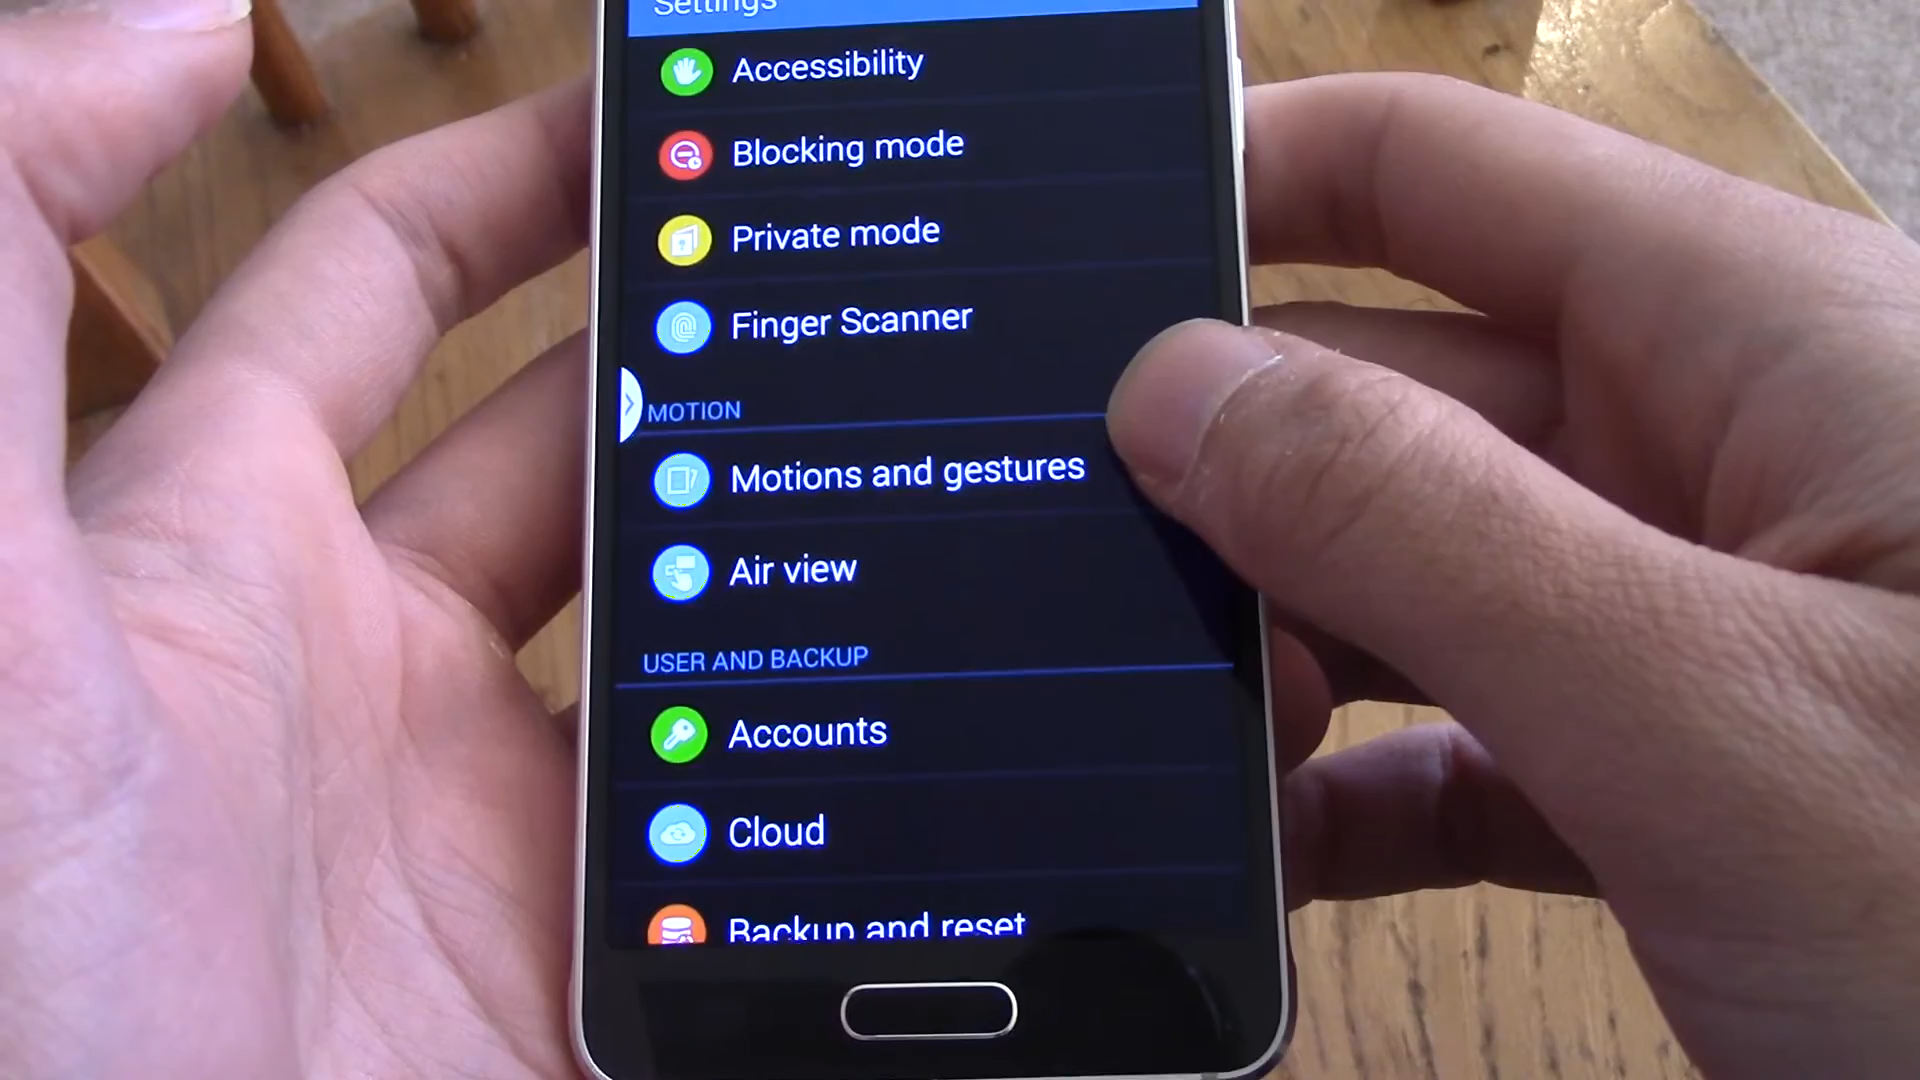 Settings
Accessibility
Blocking mode
Private mode
Finger Scanner
MOTION
Motions and gestures
Air view
USER AND BACKUP
Accounts
Cloud
Backup and reset